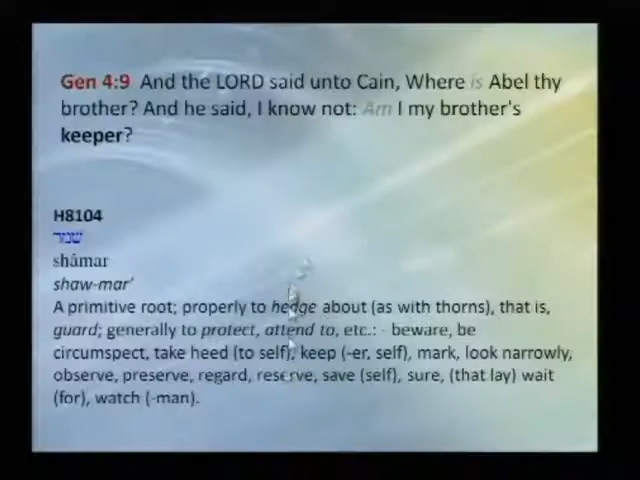 Gen 4:9 And the LORD said unto Cain, Where is Abel thy
brother? And he said, I know not: Am I my brother's
keeper?
H8104
שׁמר
shâmar
shaw-mar'
A primitive root; properly to hedge about (as with thorns), that is,
guard; generally to protect, attend to, etc.: - beware, be
circumspect, take heed (to self), keep (-er, self), mark, look narrowly,
observe, preserve, regard, reserve, save (self), sure, (that lay) wait
(for), watch (-man).